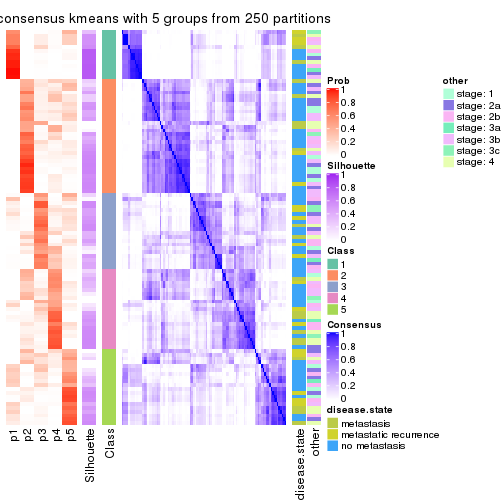 consensus kmeans with 5 groups from 250 partitions
Prob
1
0.8
0.6
0.4
0.2
0
Silhouette
1
0.8
0.6
0.4
0.2
0
Class
1
2
3
4
5
Consensus
1
0.8
0.6
0.4
0.2
0
disease.state
metastasis
metastatic recurrence
no metastasis
other
stage: 1
stage: 2a
stage: 2b
stage: 3a
stage: 3b
stage: 3c
stage: 4
p1
p2
p3
p4
p5
Silhouette
Class
disease.state
other